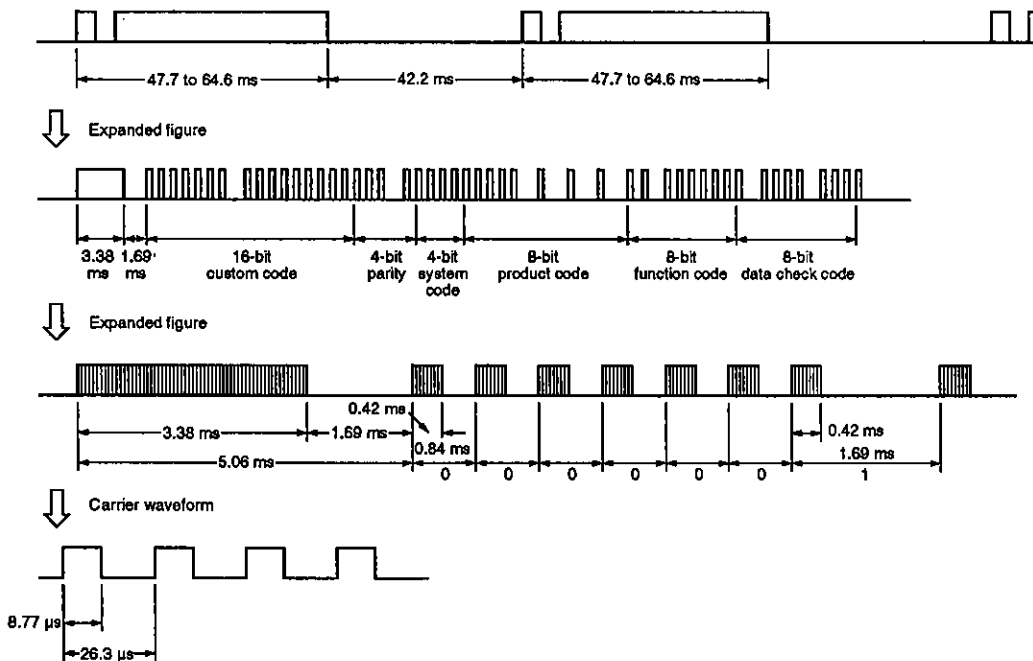 47.7 to 64.6 ms 42.2 ms 47.7 to 64.6 ms
Expanded figure
3.38 ms
1.69 ms
16-bit custom code
4-bit parity
4-bit system code
8-bit product code
8-bit function code
8-bit data check code
Expanded figure
0.42 ms
3.38 ms 1.69 ms
0.84 ms
0.42 ms
5.06 ms
1.69 ms
0 0 0 0 0 0 1
Carrier waveform
8.77 µs
26.3 µs